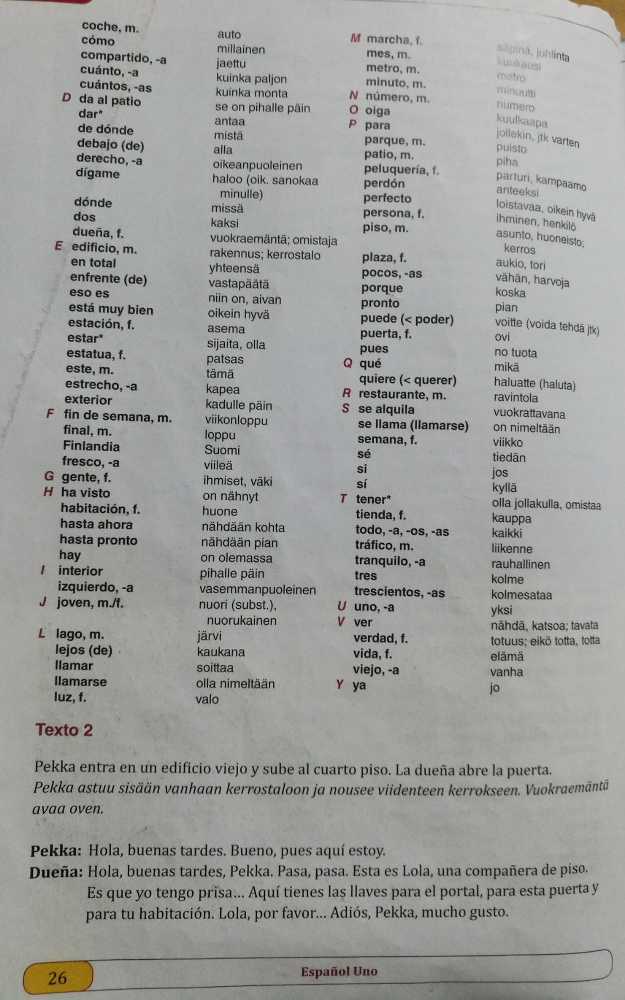 coche, m. auto
cómo millainen
compartido, -a jaettu
cuánto, -a kuinka paljon
cuántos, -as kuinka monta
D da al patio se on pihalle päin
dar* antaa
de dónde mistä
debajo (de) alla
derecho, -a oikeanpuoleinen
dígame haloo (oik. sanokaa
minulle)
dónde missä
dos kaksi
dueña, f. vuokraemäntä; omistaja
E edificio, m. rakennus; kerrostalo
en total yhteensä
enfrente (de) vastapäätä
eso es niin on, aivan
está muy bien oikein hyvä
estación, f. asema
estar* sijaita, olla
estatua, f. patsas
este, m. tämä
estrecho, -a kapea
exterior kadulle päin
F fin de semana, m. viikonloppu
final, m. loppu
Finlandia Suomi
fresco, -a viileä
G gente, f. ihmiset, väki
H ha visto on nähnyt
habitación, f. huone
hasta ahora nähdään kohta
hasta pronto nähdään pian
hay on olemassa
I interior pihalle päin
izquierdo, -a vasemmanpuoleinen
J joven, m./f. nuori (subst.),
nuorukainen
L lago, m. järvi
lejos (de) kaukana
llamar soittaa
llamarse olla nimeltään
luz, f. valo
M marcha, f. säpinä, juhlinta
mes, m. kuukausi
metro, m. metro
minuto, m. minuutti
N número, m. numero
O oiga kuulkaapa
P para jollekin, jtk varten
parque, m. puisto
patio, m. piha
peluquería, f. parturi, kampaamo
perdón anteeksi
perfecto loistavaa, oikein hyvä
persona, f. ihminen, henkilö
piso, m. asunto, huoneisto;
kerros
plaza, f. aukio, tori
pocos, -as vähän, harvoja
porque koska
pronto pian
puede (< poder) voitte (voida tehdä jtk)
puerta, f. ovi
pues no tuota
Q qué mikä
quiere (< querer) haluatte (haluta)
R restaurante, m. ravintola
S se alquila vuokrattavana
se llama (llamarse) on nimeltään
semana, f. viikko
sé tiedän
si jos
sí kyllä
T tener* olla jollakulla, omistaa
tienda, f. kauppa
todo, -a, -os, -as kaikki
tráfico, m. liikenne
tranquilo, -a rauhallinen
tres kolme
trescientos, -as kolmesataa
U uno, -a yksi
V ver nähdä, katsoa; tavata
verdad, f. totuus; eikö totta, totta
vida, f. elämä
viejo, -a vanha
Y ya jo
Texto 2
Pekka entra en un edificio viejo y sube al cuarto piso. La dueña abre la puerta.
Pekka astuu sisään vanhaan kerrostaloon ja nousee viidenteen kerrokseen. Vuokraemäntä
avaa oven.
Pekka: Hola, buenas tardes. Bueno, pues aquí estoy.
Dueña: Hola, buenas tardes, Pekka. Pasa, pasa. Esta es Lola, una compañera de piso.
Es que yo tengo prisa... Aquí tienes las llaves para el portal, para esta puerta y
para tu habitación. Lola, por favor... Adiós, Pekka, mucho gusto.
26
Español Uno